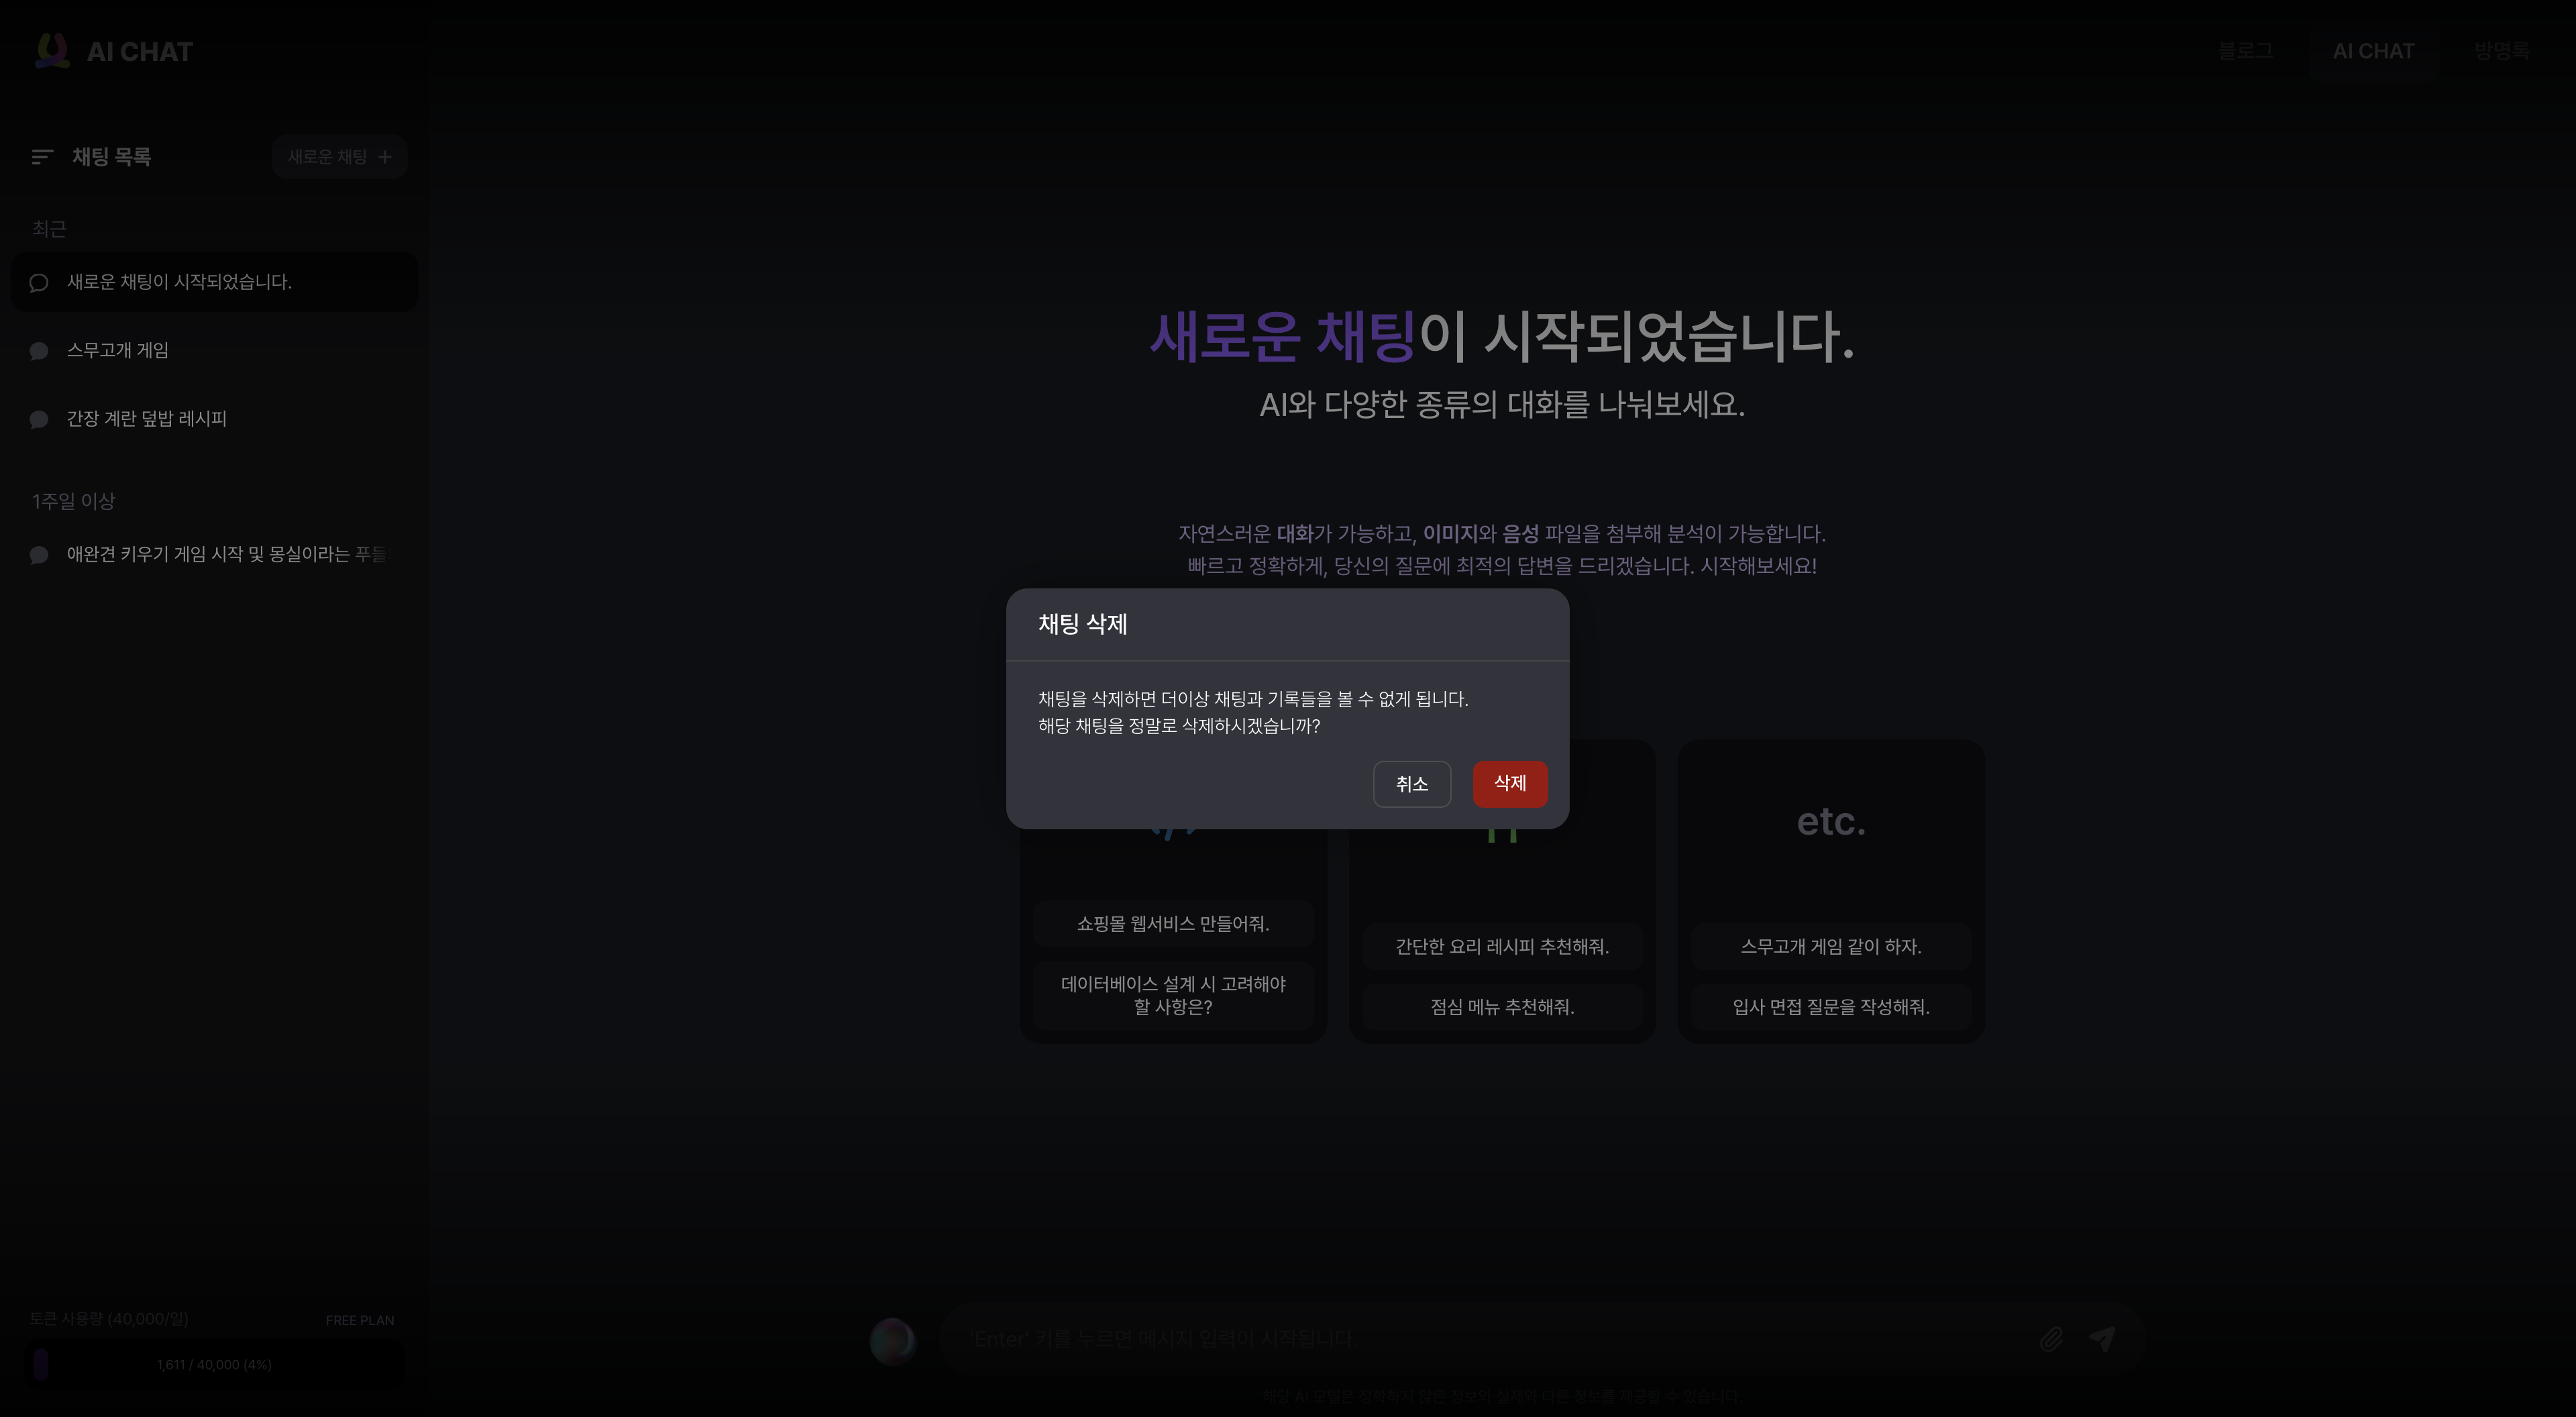 AI CHAT
블로그
AI CHAT
방명록
채팅 목록
새로운 채팅 +
최근
새로운 채팅이 시작되었습니다.
스무고개 게임
간장 계란 덮밥 레시피
1주일 이상
애완견 키우기 게임 시작 및 몽실이라는 푸들
토큰 사용량 (40,000/일)
FREE PLAN
1,611 / 40,000 (4%)
새로운 채팅이 시작되었습니다.
AI와 다양한 종류의 대화를 나눠보세요.
자연스러운 대화가 가능하고, 이미지와 음성 파일을 첨부해 분석이 가능합니다.
빠르고 정확하게, 당신의 질문에 최적의 답변을 드리겠습니다. 시작해보세요!
채팅 삭제
채팅을 삭제하면 더이상 채팅과 기록들을 볼 수 없게 됩니다.
해당 채팅을 정말로 삭제하시겠습니까?
취소
삭제
쇼핑몰 웹서비스 만들어줘.
데이터베이스 설계 시 고려해야
할 사항은?
간단한 요리 레시피 추천해줘.
점심 메뉴 추천해줘.
etc.
스무고개 게임 같이 하자.
입사 면접 질문을 작성해줘.
'Enter' 키를 누르면 메시지 입력이 시작됩니다.
해당 AI 모델은 정확하지 않은 정보와 실제와 다른 정보를 제공할 수 있습니다.